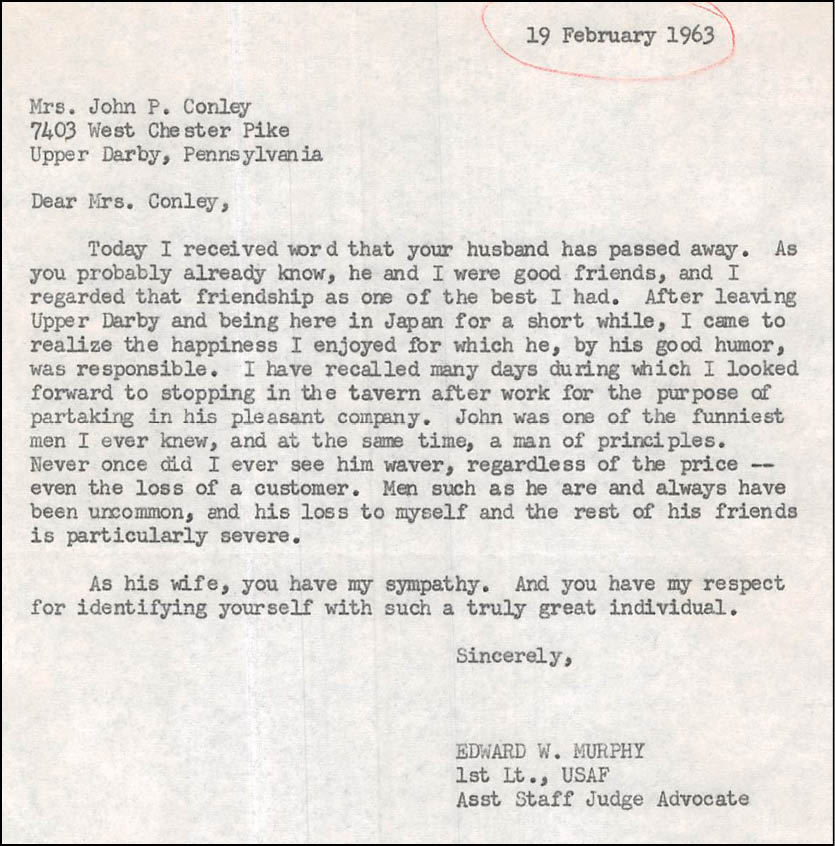 19 February 1963
Mrs. John P. Conley
7403 West Chester Pike
Upper Darby, Pennsylvania
Dear Mrs. Conley,
Today I received word that your husband has passed away. As
you probably already know, he and I were good friends, and I
regarded that friendship as one of the best I had. After leaving
Upper Darby and being here in Japan for a short while, I came to
realize the happiness I enjoyed for which he, by his good humor,
was responsible. I have recalled many days during which I looked
forward to stopping in the tavern after work for the purpose of
partaking in his pleasant company. John was one of the funniest
men I ever knew, and at the same time, a man of principles.
Never once did I ever see him waver, regardless of the price --
even the loss of a customer. Men such as he are and always have
been uncommon, and his loss to myself and the rest of his friends
is particularly severe.
As his wife, you have my sympathy. And you have my respect
for identifying yourself with such a truly great individual.
Sincerely,
EDWARD W. MURPHY
1st Lt., USAF
Asst Staff Judge Advocate